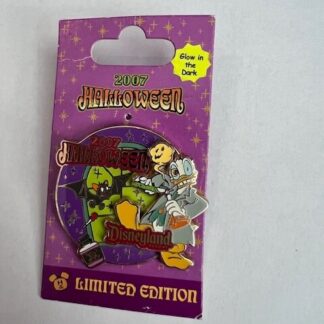 Glow in
the
Dark
2007
HALLOWEEN
2007
HALLOWEEN
Disneyland
LIMITED EDITION